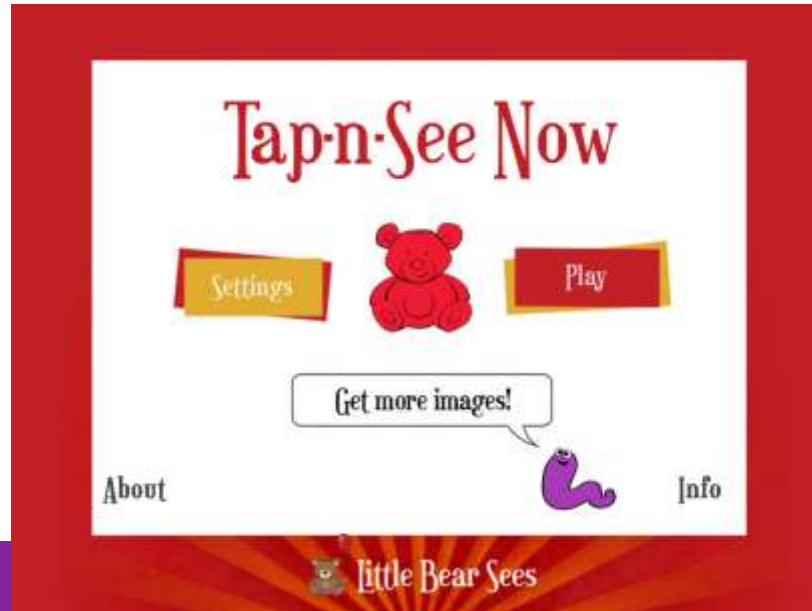 Tap-n-See Now
Settings
Play
Get more images!
About
Info
Little Bear Sees